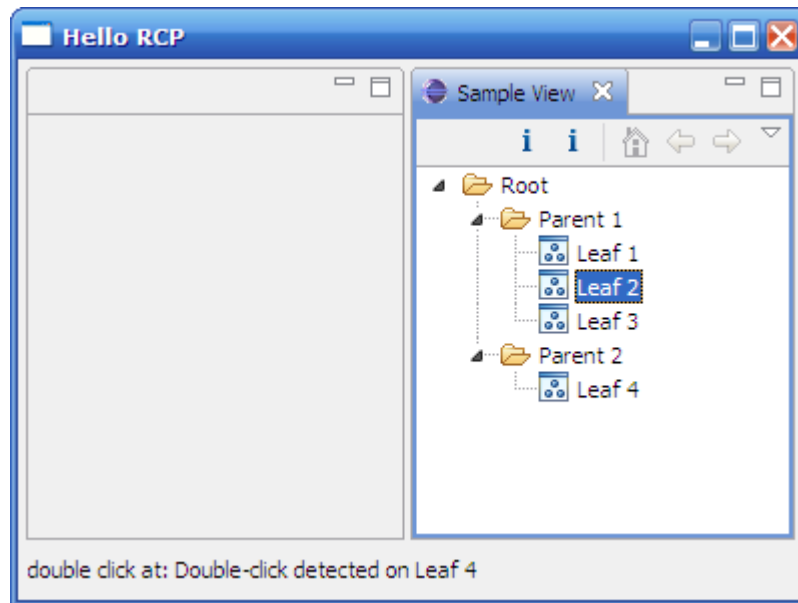 Hello RCP
Sample View
i i
Root
Parent 1
Leaf 1
Leaf 2
Leaf 3
Parent 2
Leaf 4
double click at: Double-click detected on Leaf 4